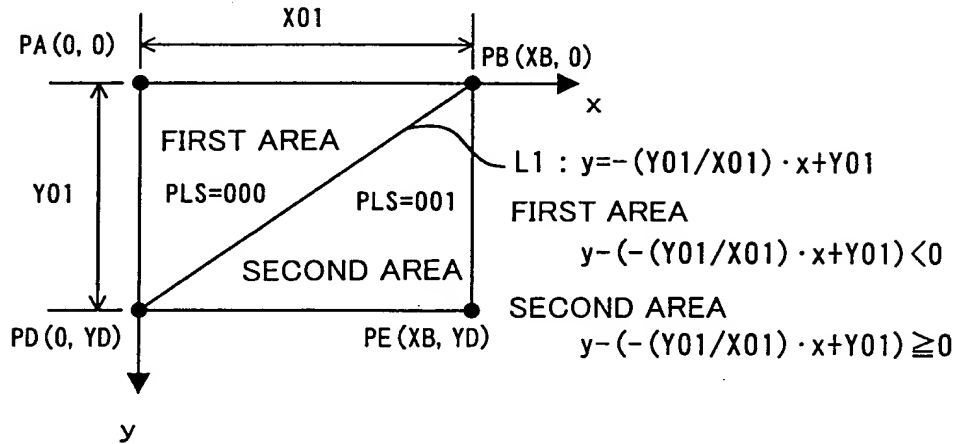 X01
PA(0, 0)
PB(XB, 0)
x
FIRST AREA
L1 : y=-(Y01/X01)·x+Y01
Y01
PLS=000
PLS=001
FIRST AREA
y-(-(Y01/X01)·x+Y01)<0
SECOND AREA
SECOND AREA
PD(0, YD)
PE(XB, YD)
y-(-(Y01/X01)·x+Y01)≧0
y